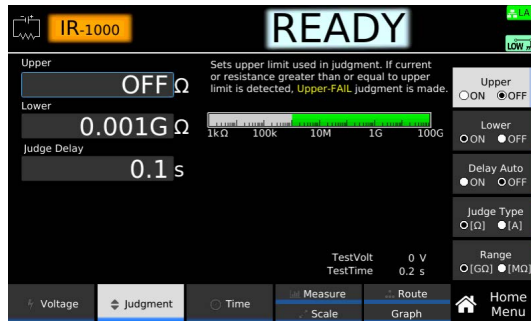 IR-1000
READY
LA
LOW
Upper
OFF Ω
Sets upper limit used in judgment. If current
or resistance greater than or equal to upper
limit is detected, Upper-FAIL judgment is made.
Lower
0.001G Ω
1kΩ 100k 10M 1G 100G
Judge Delay
0.1 s
TestVolt 0 V
TestTime 0.2 s
Upper
ON OFF
Lower
ON OFF
Delay Auto
ON OFF
Judge Type
[Ω] [A]
Range
[GΩ] [MΩ]
Voltage
Judgment
Time
Measure
Scale
Route
Graph
Home
Menu